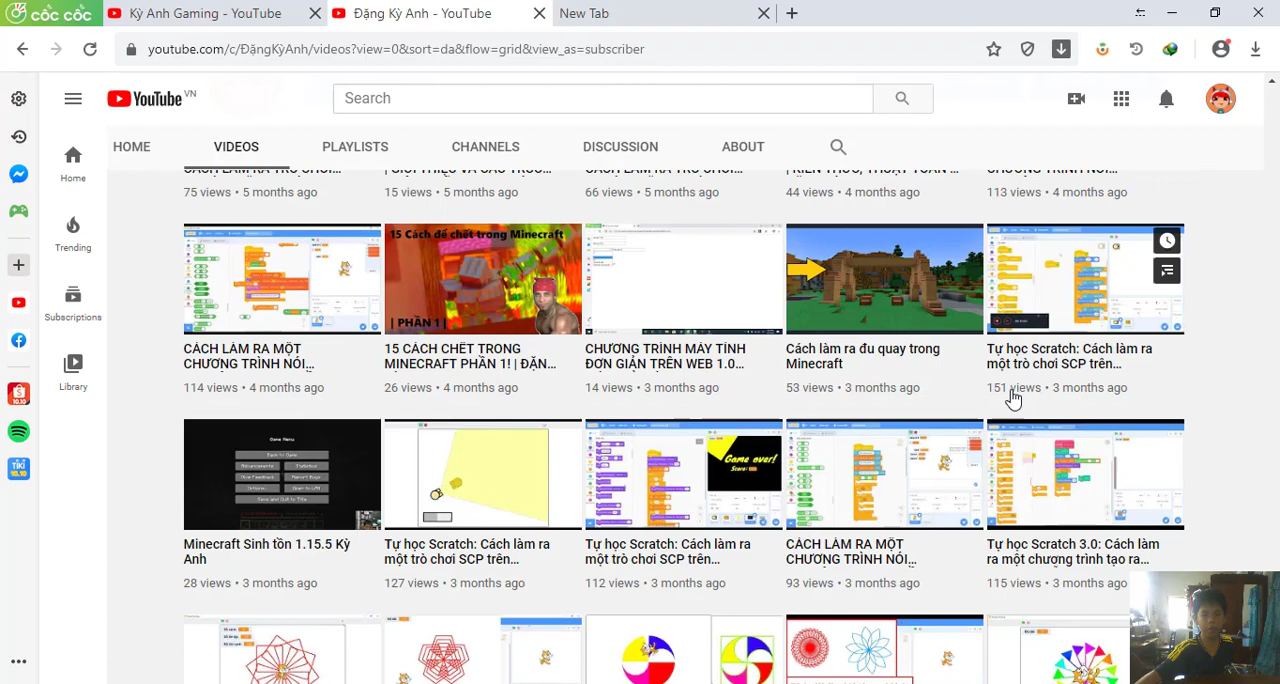 cốc cốc
Kỳ Anh Gaming - YouTube
Đặng Kỳ Anh - YouTube
New Tab
youtube.com/c/ĐặngKỳAnh/videos?view=0&sort=da&flow=grid&view_as=subscriber
YouTube VN
Search
HOME VIDEOS PLAYLISTS CHANNELS DISCUSSION ABOUT
Home
Trending
Subscriptions
Library
75 views • 5 months ago
15 views • 5 months ago
66 views • 5 months ago
44 views • 4 months ago
113 views • 4 months ago
15 Cách để chết trong Minecraft
| PHẦN 1 |
CÁCH LÀM RA MỘT
CHƯƠNG TRÌNH NÓI...
114 views • 4 months ago
15 CÁCH CHẾT TRONG
MINECRAFT PHẦN 1! | ĐẶN...
26 views • 4 months ago
CHƯƠNG TRÌNH MÁY TÍNH
ĐƠN GIẢN TRÊN WEB 1.0...
14 views • 3 months ago
Cách làm ra đu quay trong
Minecraft
53 views • 3 months ago
Tự học Scratch: Cách làm ra
một trò chơi SCP trên...
151 views • 3 months ago
Game Menu
Back to Game
Game over!
Minecraft Sinh tồn 1.15.5 Kỳ
Anh
28 views • 3 months ago
Tự học Scratch: Cách làm ra
một trò chơi SCP trên...
127 views • 3 months ago
Tự học Scratch: Cách làm ra
một trò chơi SCP trên...
112 views • 3 months ago
CÁCH LÀM RA MỘT
CHƯƠNG TRÌNH NÓI...
93 views • 3 months ago
Tự học Scratch 3.0: Cách làm
ra một chương trình tạo ra...
115 views • 3 months ago
10.10
TIKI
10.10